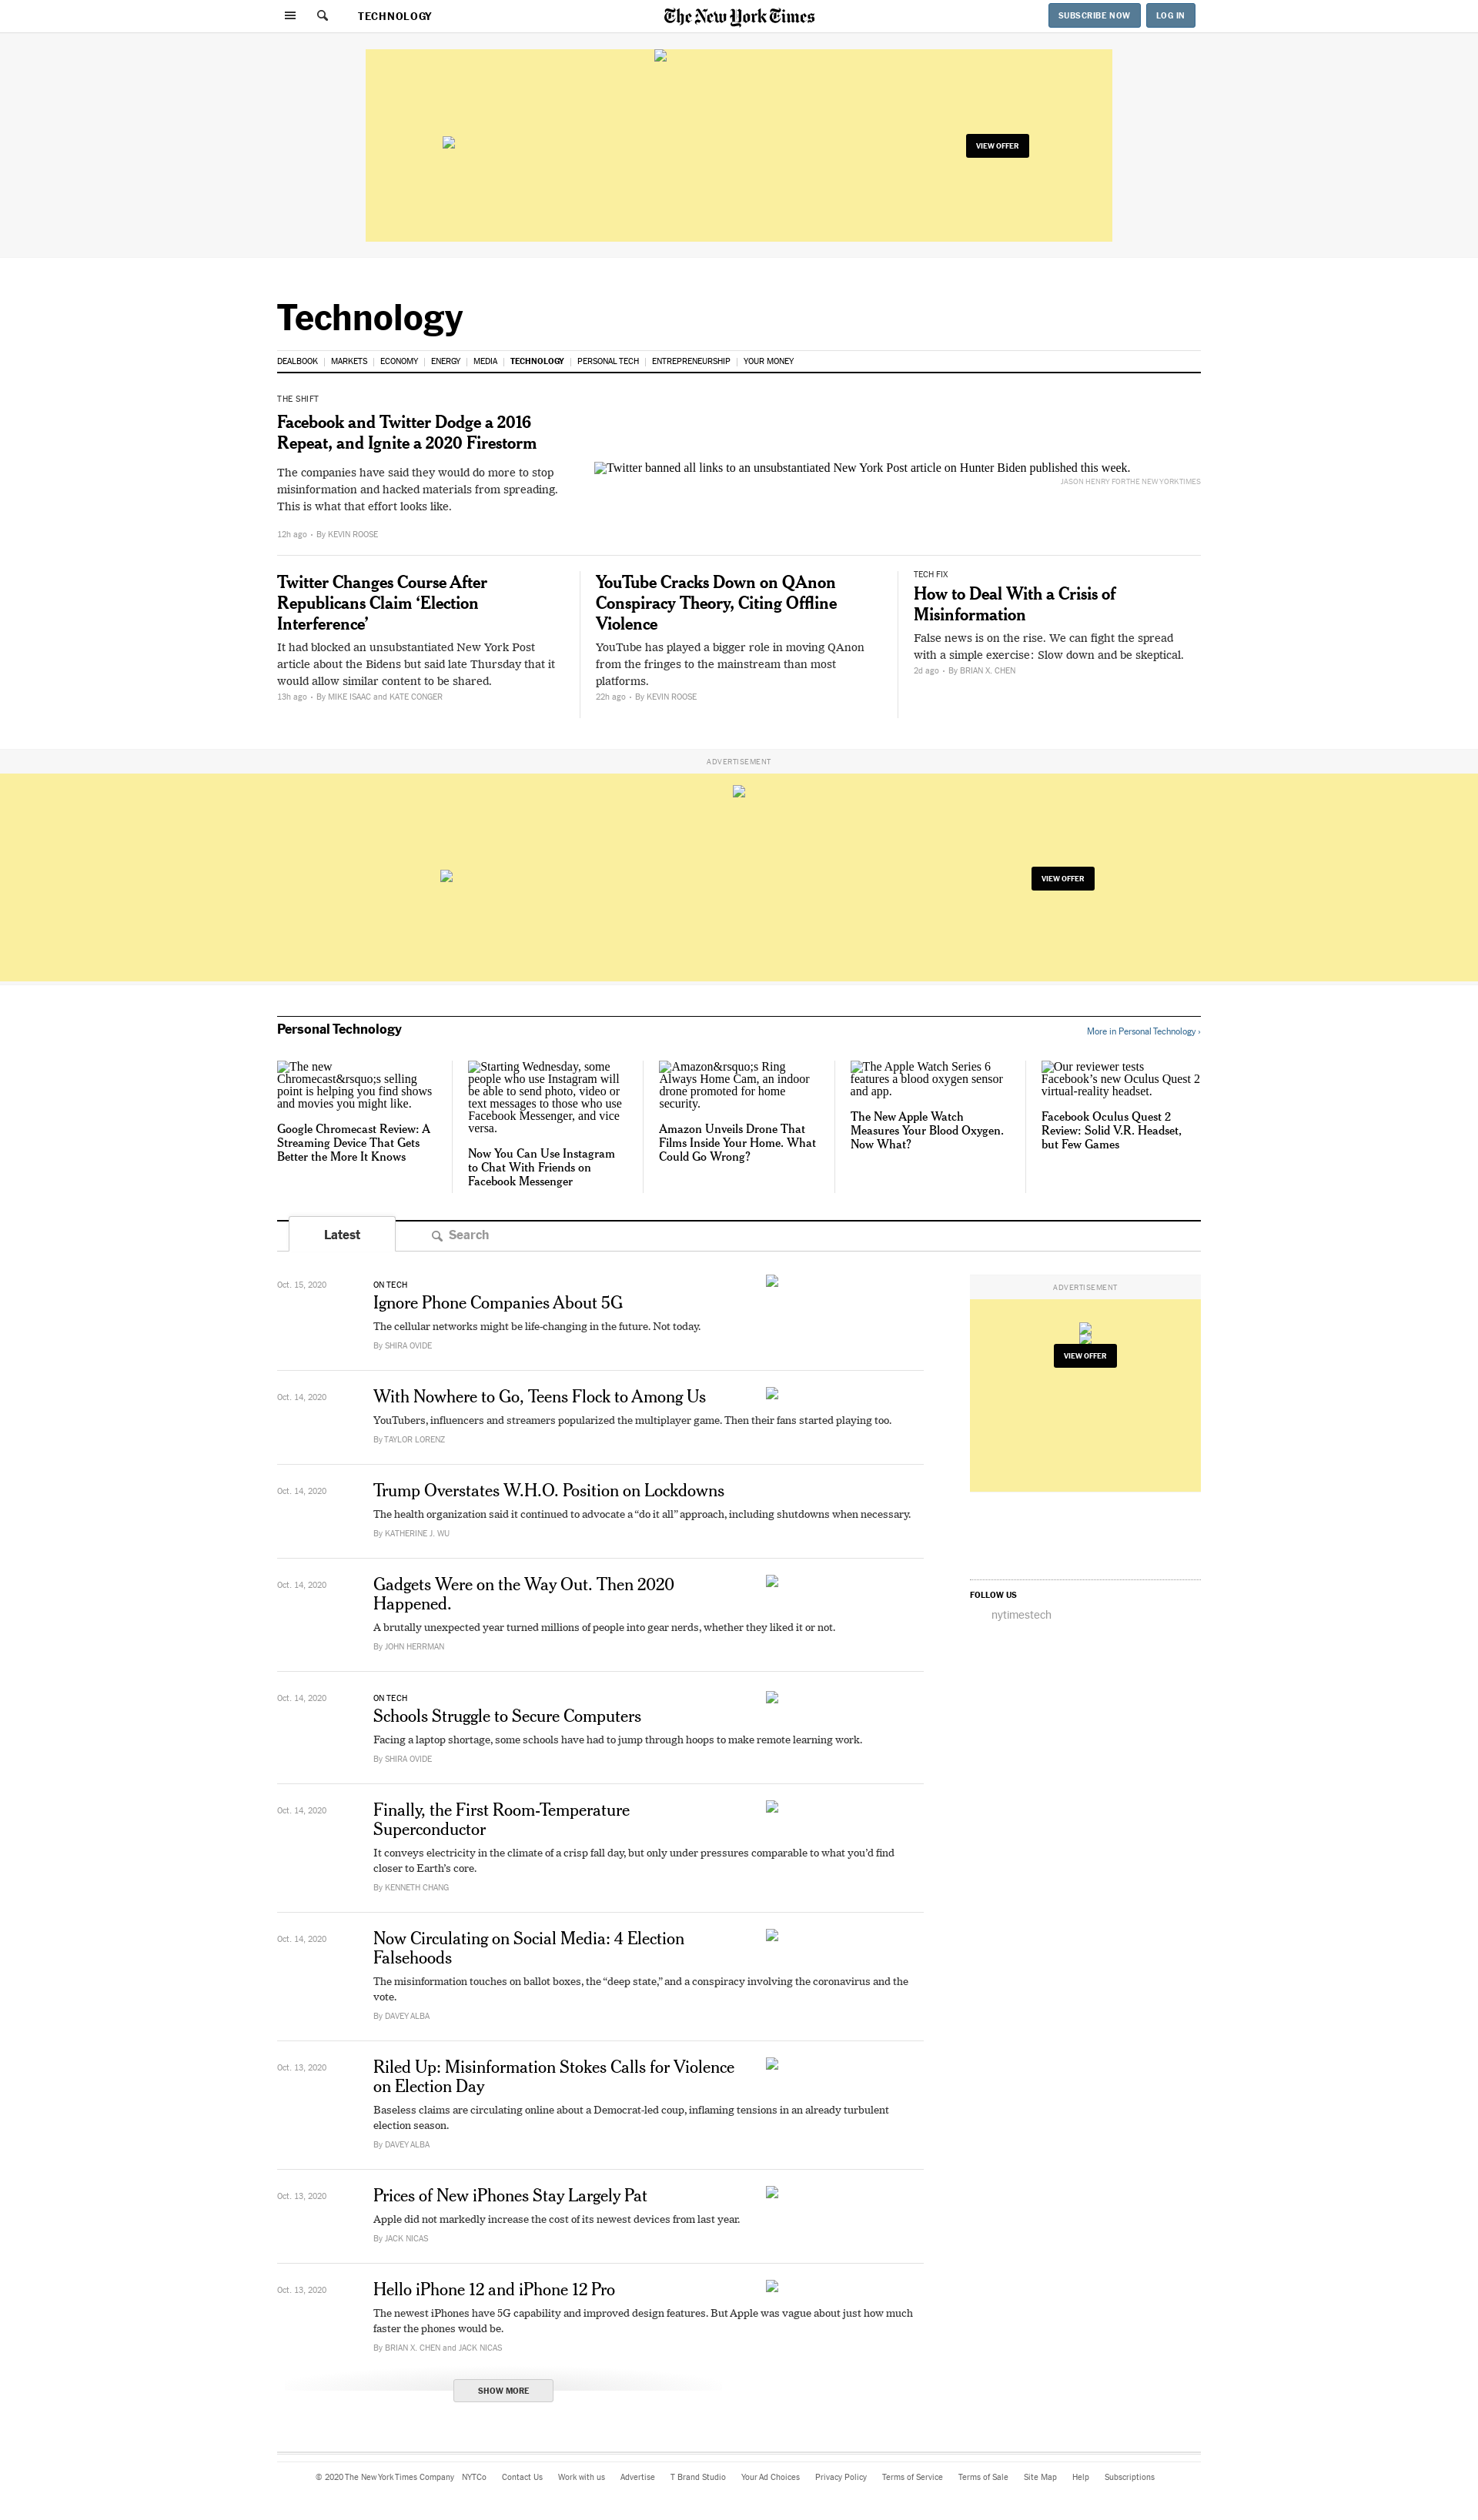 TECHNOLOGY
The New York Times
SUBSCRIBE NOW
LOG IN
VIEW OFFER
Technology
DEALBOOK
MARKETS
ECONOMY
ENERGY
MEDIA
TECHNOLOGY
PERSONAL TECH
ENTREPRENEURSHIP
YOUR MONEY
THE SHIFT
Facebook and Twitter Dodge a 2016
Repeat, and Ignite a 2020 Firestorm
The companies have said they would do more to stop
misinformation and hacked materials from spreading.
This is what that effort looks like.
12h ago • By KEVIN ROOSE
Twitter banned all links to an unsubstantiated New York Post article on Hunter Biden published this week.
JASON HENRY FOR THE NEW YORK TIMES
Twitter Changes Course After
Republicans Claim ‘Election
Interference’
It had blocked an unsubstantiated New York Post
article about the Bidens but said late Thursday that it
would allow similar content to be shared.
13h ago • By MIKE ISAAC and KATE CONGER
YouTube Cracks Down on QAnon
Conspiracy Theory, Citing Offline
Violence
YouTube has played a bigger role in moving QAnon
from the fringes to the mainstream than most
platforms.
22h ago • By KEVIN ROOSE
TECH FIX
How to Deal With a Crisis of
Misinformation
False news is on the rise. We can fight the spread
with a simple exercise: Slow down and be skeptical.
2d ago • By BRIAN X. CHEN
ADVERTISEMENT
VIEW OFFER
Personal Technology
More in Personal Technology ›
The new
Chromecast&rsquo;s selling
point is helping you find shows
and movies you might like.
Google Chromecast Review: A
Streaming Device That Gets
Better the More It Knows
Starting Wednesday, some
people who use Instagram will
be able to send photo, video or
text messages to those who use
Facebook Messenger, and vice
versa.
Now You Can Use Instagram
to Chat With Friends on
Facebook Messenger
Amazon&rsquo;s Ring
Always Home Cam, an indoor
drone promoted for home
security.
Amazon Unveils Drone That
Films Inside Your Home. What
Could Go Wrong?
The Apple Watch Series 6
features a blood oxygen sensor
and app.
The New Apple Watch
Measures Your Blood Oxygen.
Now What?
Our reviewer tests
Facebook’s new Oculus Quest 2
virtual-reality headset.
Facebook Oculus Quest 2
Review: Solid V.R. Headset,
but Few Games
Latest
Search
Oct. 15, 2020
ON TECH
Ignore Phone Companies About 5G
The cellular networks might be life-changing in the future. Not today.
By SHIRA OVIDE
Oct. 14, 2020
With Nowhere to Go, Teens Flock to Among Us
YouTubers, influencers and streamers popularized the multiplayer game. Then their fans started playing too.
By TAYLOR LORENZ
Oct. 14, 2020
Trump Overstates W.H.O. Position on Lockdowns
The health organization said it continued to advocate a “do it all” approach, including shutdowns when necessary.
By KATHERINE J. WU
Oct. 14, 2020
Gadgets Were on the Way Out. Then 2020
Happened.
A brutally unexpected year turned millions of people into gear nerds, whether they liked it or not.
By JOHN HERRMAN
Oct. 14, 2020
ON TECH
Schools Struggle to Secure Computers
Facing a laptop shortage, some schools have had to jump through hoops to make remote learning work.
By SHIRA OVIDE
Oct. 14, 2020
Finally, the First Room-Temperature
Superconductor
It conveys electricity in the climate of a crisp fall day, but only under pressures comparable to what you’d find
closer to Earth’s core.
By KENNETH CHANG
Oct. 14, 2020
Now Circulating on Social Media: 4 Election
Falsehoods
The misinformation touches on ballot boxes, the “deep state,” and a conspiracy involving the coronavirus and the
vote.
By DAVEY ALBA
Oct. 13, 2020
Riled Up: Misinformation Stokes Calls for Violence
on Election Day
Baseless claims are circulating online about a Democrat-led coup, inflaming tensions in an already turbulent
election season.
By DAVEY ALBA
Oct. 13, 2020
Prices of New iPhones Stay Largely Pat
Apple did not markedly increase the cost of its newest devices from last year.
By JACK NICAS
Oct. 13, 2020
Hello iPhone 12 and iPhone 12 Pro
The newest iPhones have 5G capability and improved design features. But Apple was vague about just how much
faster the phones would be.
By BRIAN X. CHEN and JACK NICAS
SHOW MORE
ADVERTISEMENT
VIEW OFFER
FOLLOW US
nytimestech
© 2020 The New York Times Company
NYTCo
Contact Us
Work with us
Advertise
T Brand Studio
Your Ad Choices
Privacy Policy
Terms of Service
Terms of Sale
Site Map
Help
Subscriptions